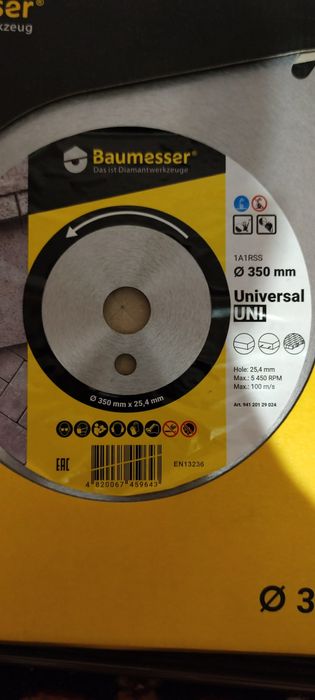 sser®
kzeug
Baumesser®
Das ist Diamantwerkzeuge
1A1RSS
Ø 350 mm
Universal
UNI
Hole: 25,4 mm
Max.: 5 450 RPM
Max.: 100 m/s
Art. 941 201 29 024
Ø 350 mm x 25,4 mm
EAC
EN13236
4 820067 459643
Ø 3